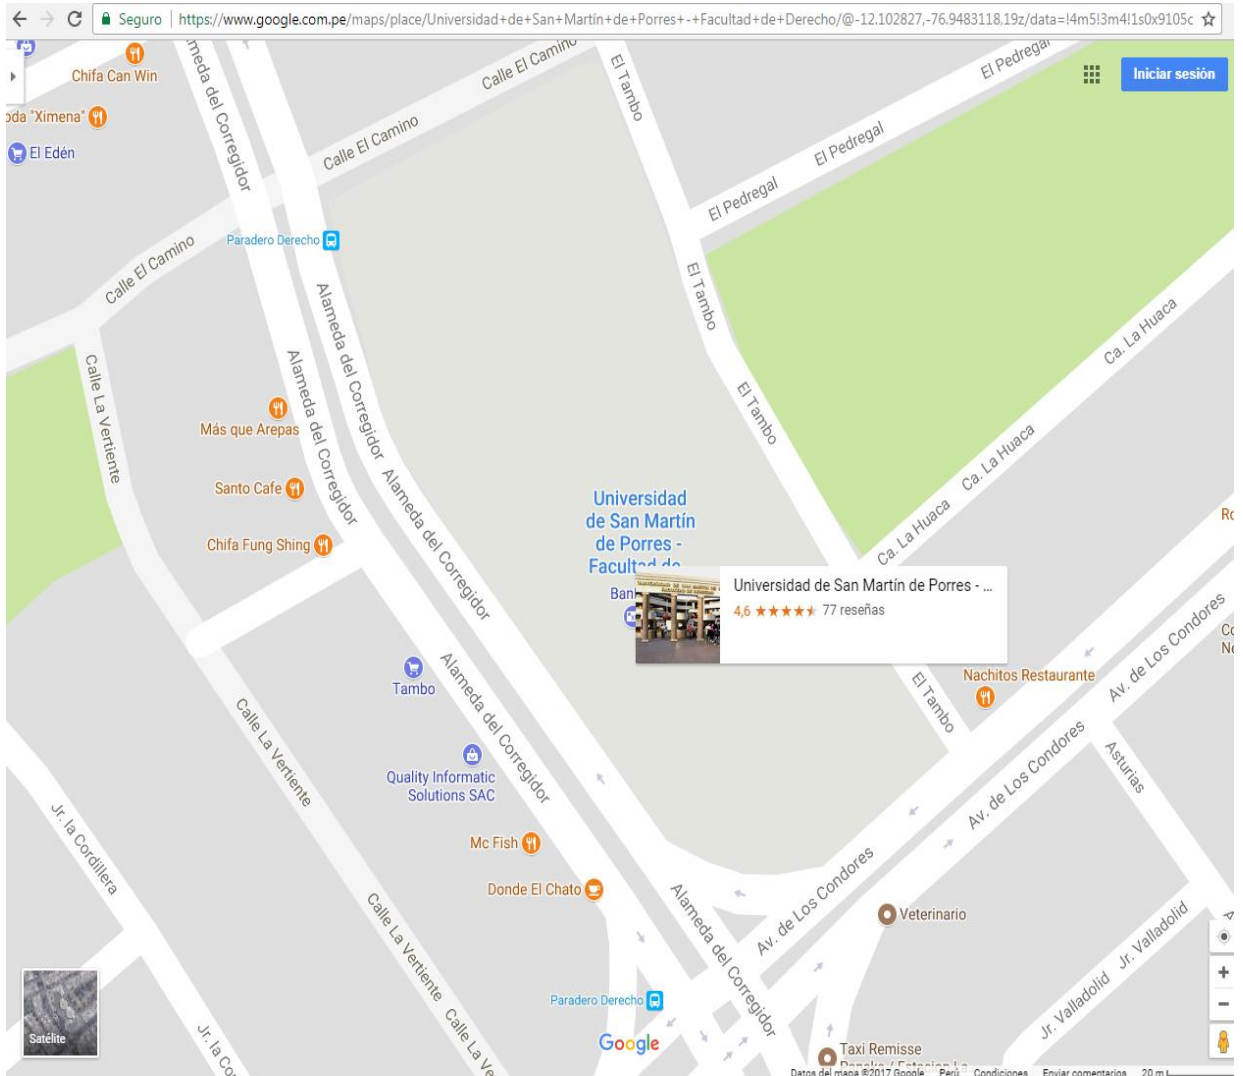 Seguro | https://www.google.com.pe/maps/place/Universidad+de+San+Martín+de+Porres+-+Facultad+de+Derecho/@-12.102827,-76.9483118,19z/data=!4m5!3m4!1s0x9105c
Chifa Can Win
"Ximena"
El Edén
Alameda del Corregidor
Calle El Camino
Calle El Camino
Calle El Camino
El Tambo
El Pedregal
El Pedregal
El Pedregal
Iniciar sesión
Paradero Derecho
Alameda del Corregidor
Alameda del Corregidor
Calle La Vertiente
El Tambo
El Tambo
Ca. La Huaca
Ca. La Huaca
Ca. La Huaca
Más que Arepas
Santo Cafe
Chifa Fung Shing
Alameda del Corregidor
Universidad
de San Martín
de Porres -
Facultad de
Universidad de San Martín de Porres - ...
4,6 77 reseñas
Tambo
Alameda del Corregidor
El Tambo
Nachitos Restaurante
Av. de Los Condores
Av. de Los Condores
Av. de Los Condores
Asturias
Quality Informatic
Solutions SAC
Calle La Vertiente
Mc Fish
Donde El Chato
Jr. la Cordillera
Calle La Vertiente
Alameda del Corregidor
Veterinario
Jr. Valladolid
Jr. Valladolid
Paradero Derecho
Satélite
Google
Taxi Remisse
Datos del mapa ©2017 Google Perú Condiciones Enviar comentarios 20 m